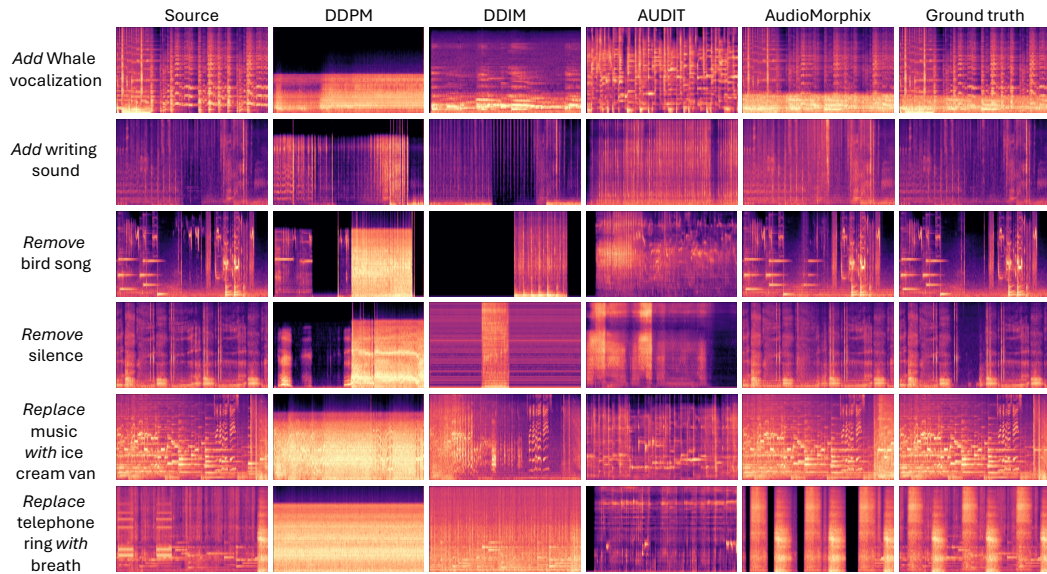 Source DDPM DDIM AUDIT AudioMorphix Ground truth
Add Whale
vocalization
Add writing
sound
Remove
bird song
Remove
silence
Replace
music
with ice
cream van
Replace
telephone
ring with
breath